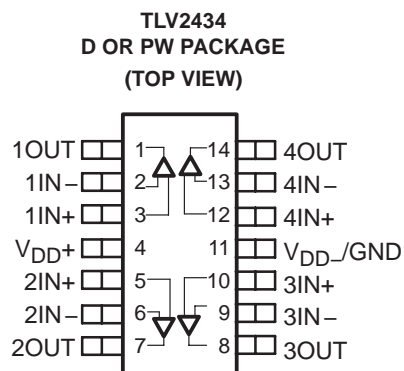 TLV2434
D OR PW PACKAGE
(TOP VIEW)
1OUT 1 14 4OUT
1IN− 2 13 4IN−
1IN+ 3 12 4IN+
VDD+ 4 11 VDD−/GND
2IN+ 5 10 3IN+
2IN− 6 9 3IN−
2OUT 7 8 3OUT